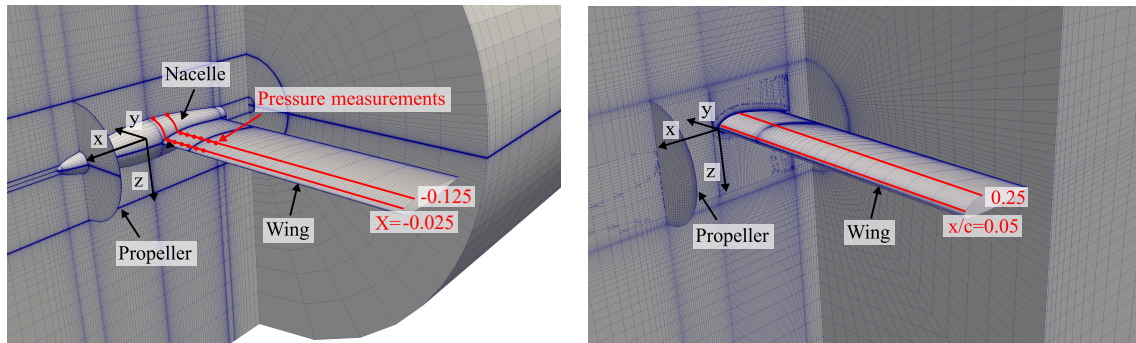 Nacelle
Pressure measurements
y
x
z
-0.125
X=-0.025
Wing
Propeller
y
x
z
0.25
x/c=0.05
Propeller
Wing